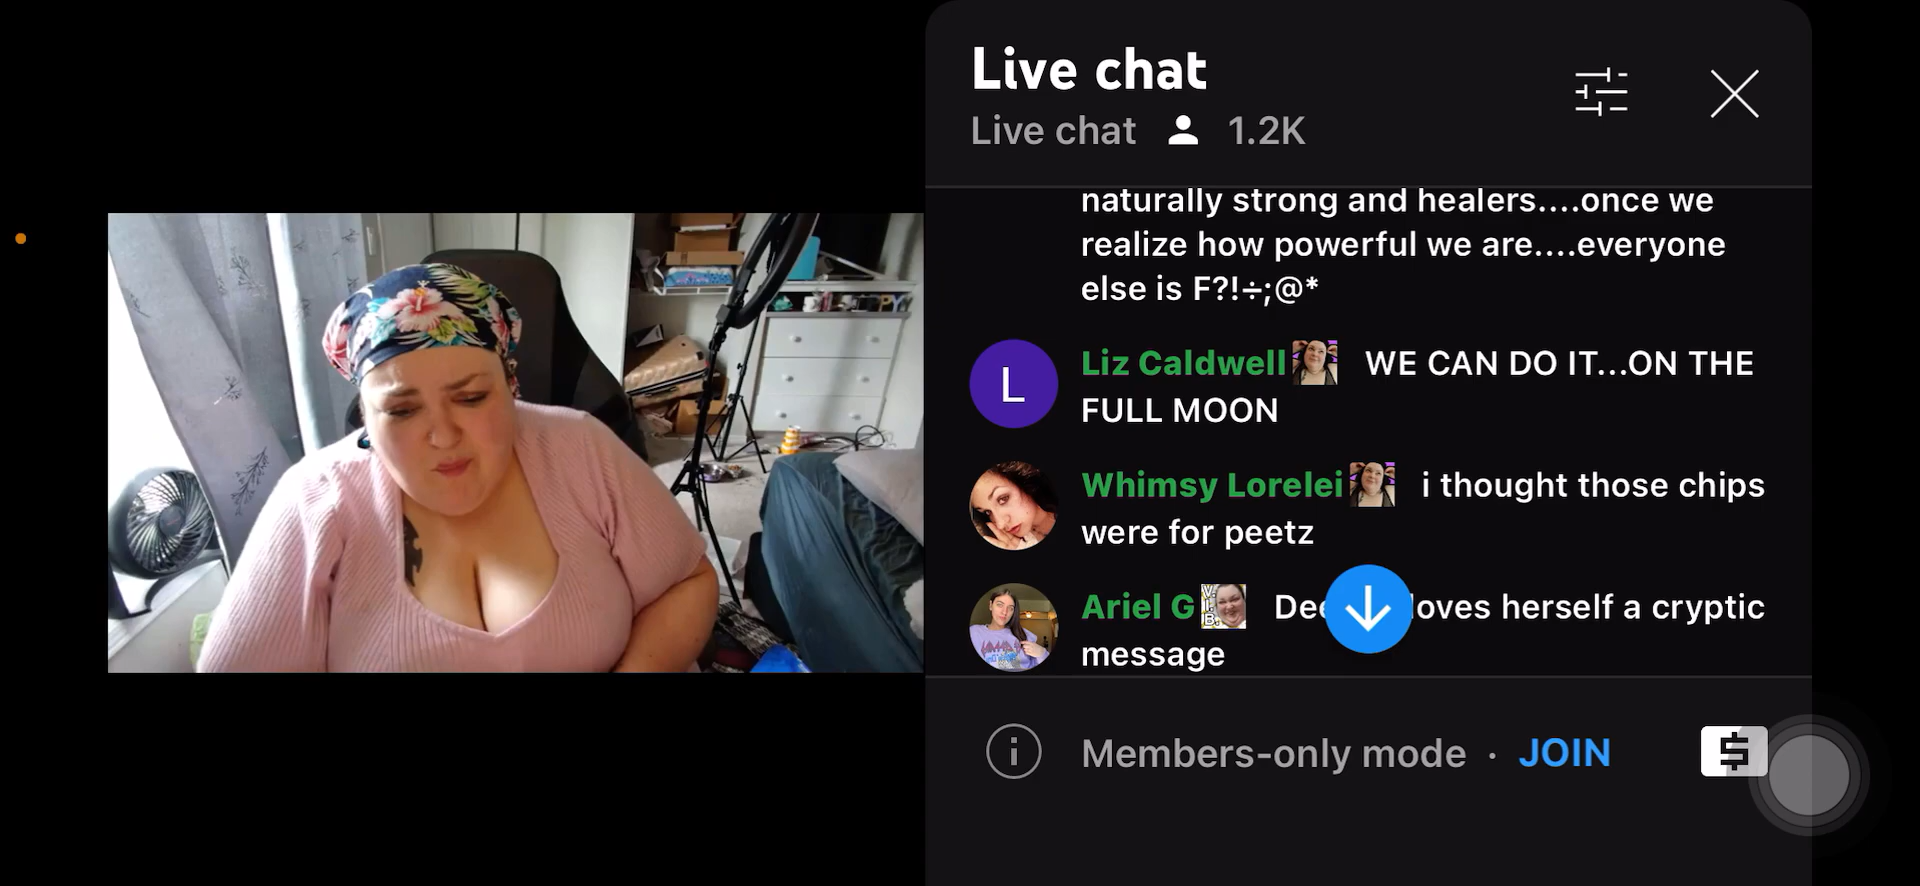 Live chat
Live chat 1.2K
naturally strong and healers....once we
realize how powerful we are....everyone
else is F?!÷;@*
L
Liz Caldwell WE CAN DO IT...ON THE
FULL MOON
Whimsy Lorelei i thought those chips
were for peetz
Ariel G loves herself a cryptic
message
Members-only mode · JOIN
$
PY